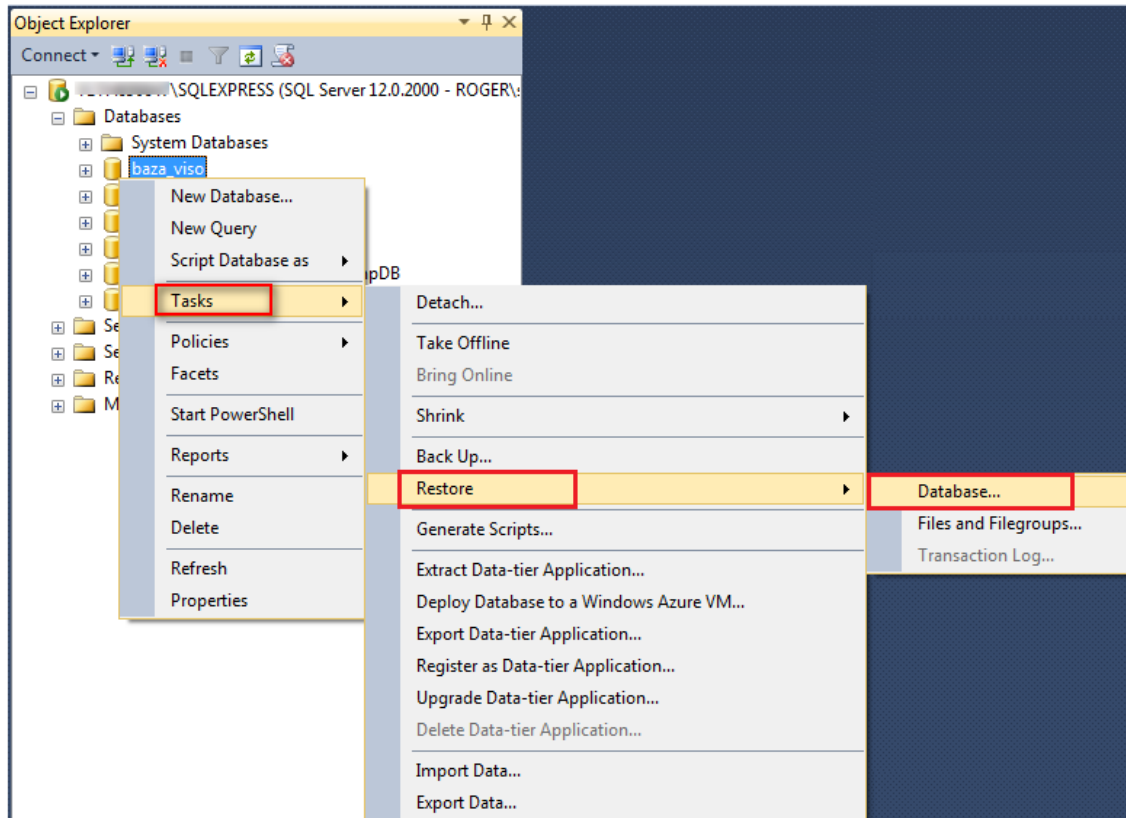 Object Explorer
Connect
\SQLEXPRESS (SQL Server 12.0.2000 - ROGER\
Databases
System Databases
baza_viso
New Database...
New Query
Script Database as
pDB
Tasks
Se
Se
Re
M
Policies
Facets
Start PowerShell
Reports
Rename
Delete
Refresh
Properties
Detach...
Take Offline
Bring Online
Shrink
Back Up...
Restore
Generate Scripts...
Extract Data-tier Application...
Deploy Database to a Windows Azure VM...
Export Data-tier Application...
Register as Data-tier Application...
Upgrade Data-tier Application...
Delete Data-tier Application...
Import Data...
Export Data...
Database...
Files and Filegroups...
Transaction Log...